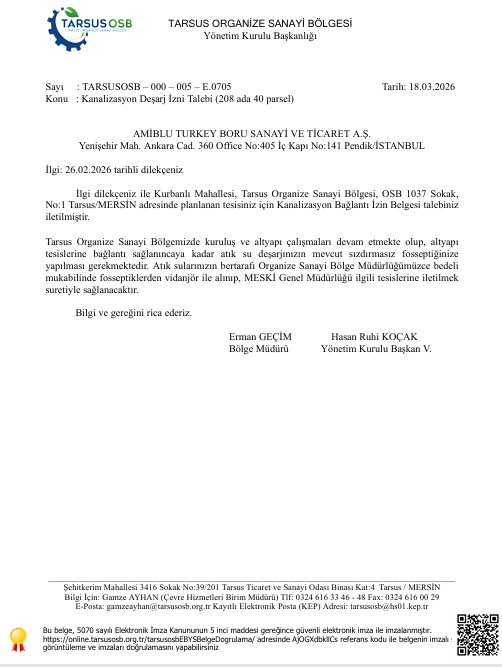 TARSUSOSB
TARSUS ORGANİZE SANAYİ BÖLGESİ
TARSUS ORGANİZE SANAYİ BÖLGESİ
Yönetim Kurulu Başkanlığı
Sayı : TARSUSOSB – 000 – 005 – E.0705 Tarih: 18.03.2026
Konu : Kanalizasyon Deşarj İzni Talebi (208 ada 40 parsel)
AMİBLU TURKEY BORU SANAYİ VE TİCARET A.Ş.
Yenişehir Mah. Ankara Cad. 360 Office No:405 İç Kapı No:141 Pendik/İSTANBUL
İlgi: 26.02.2026 tarihli dilekçeniz
İlgi dilekçeniz ile Kurbanlı Mahallesi, Tarsus Organize Sanayi Bölgesi, OSB 1037 Sokak,
No:1 Tarsus/MERSİN adresinde planlanan tesisiniz için Kanalizasyon Bağlantı İzin Belgesi talebiniz
iletilmiştir.
Tarsus Organize Sanayi Bölgemizde kuruluş ve altyapı çalışmaları devam etmekte olup, altyapı
tesislerine bağlantı sağlanıncaya kadar atık su deşarjınızın mevcut sızdırmasız fosseptiğinize
yapılması gerekmektedir. Atık sularınızın bertarafı Organize Sanayi Bölge Müdürlüğümüzce bedeli
mukabilinde fosseptiklerden vidanjör ile alınıp, MESKİ Genel Müdürlüğü ilgili tesislerine iletilmek
suretiyle sağlanacaktır.
Bilgi ve gereğini rica ederiz.
Erman GEÇİM Hasan Ruhi KOÇAK
Bölge Müdürü Yönetim Kurulu Başkan V.
Şehitkerim Mahallesi 3416 Sokak No:39/201 Tarsus Ticaret ve Sanayi Odası Binası Kat:4 Tarsus / MERSİN
Bilgi İçin: Gamze AYHAN (Çevre Hizmetleri Birim Müdürü) Tlf: 0324 616 33 46 - 48 Fax: 0324 616 00 29
E-Posta: gamzeayhan@tarsusosb.org.tr Kayıtlı Elektronik Posta (KEP) Adresi: tarsusosb@hs01.kep.tr
Bu belge, 5070 sayılı Elektronik İmza Kanununun 5 inci maddesi gereğince güvenli elektronik imza ile imzalanmıştır.
https://online.tarsusosb.org.tr/tarsusosbEBYSBelgeDogrulama/ adresinde AjOGXdbkllCs referans kodu ile belgenin imzalı
görüntüleme ve imzaları doğrulamasını yapabilirsiniz